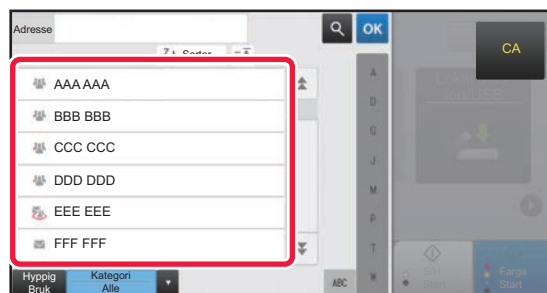 Adresse
OK
CA
Sorter
AAA AAA
BBB BBB
CCC CCC
DDD DDD
EEE EEE
FFF FFF
A
D
G
J
M
P
T
W
ABC
Hyppig
Bruk
Kategori
Alle
S/H
Start
Farge
Start